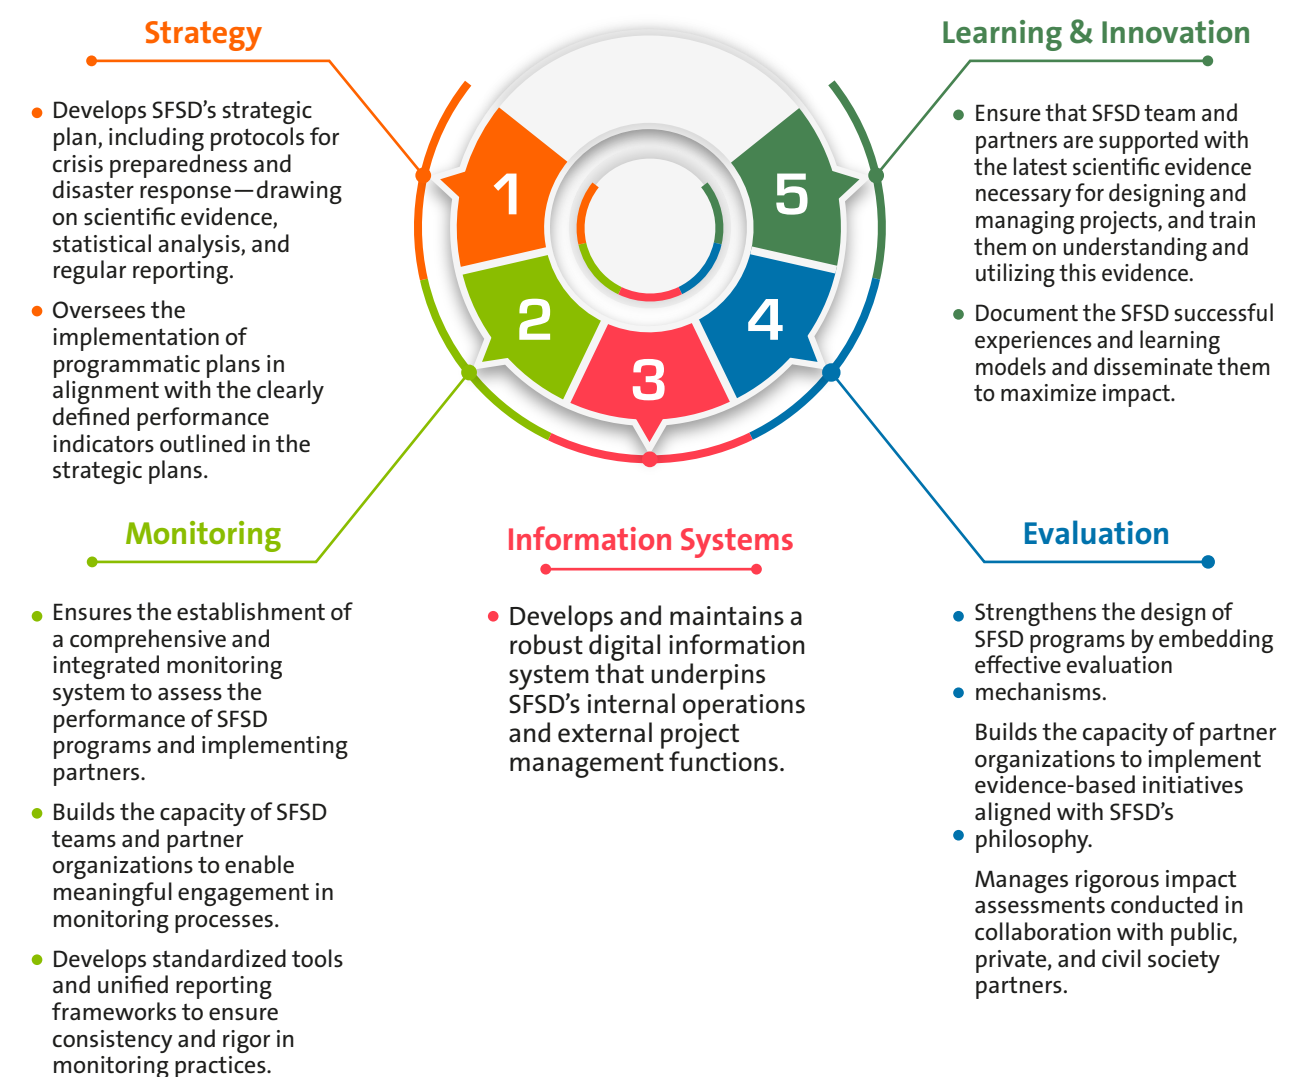 Strategy
Develops SFSD’s strategic
plan, including protocols for
crisis preparedness and
disaster response—drawing
on scientific evidence,
statistical analysis, and
regular reporting.
Oversees the
implementation of
programmatic plans in
alignment with the clearly
defined performance
indicators outlined in the
strategic plans.
1
2
3
4
5
Learning & Innovation
Ensure that SFSD team and
partners are supported with
the latest scientific evidence
necessary for designing and
managing projects, and train
them on understanding and
utilizing this evidence.
Document the SFSD successful
experiences and learning
models and disseminate them
to maximize impact.
Monitoring
Ensures the establishment of
a comprehensive and
integrated monitoring
system to assess the
performance of SFSD
programs and implementing
partners.
Builds the capacity of SFSD
teams and partner
organizations to enable
meaningful engagement in
monitoring processes.
Develops standardized tools
and unified reporting
frameworks to ensure
consistency and rigor in
monitoring practices.
Information Systems
Develops and maintains a
robust digital information
system that underpins
SFSD’s internal operations
and external project
management functions.
Evaluation
Strengthens the design of
SFSD programs by embedding
effective evaluation
mechanisms.
Builds the capacity of partner
organizations to implement
evidence-based initiatives
aligned with SFSD’s
philosophy.
Manages rigorous impact
assessments conducted in
collaboration with public,
private, and civil society
partners.